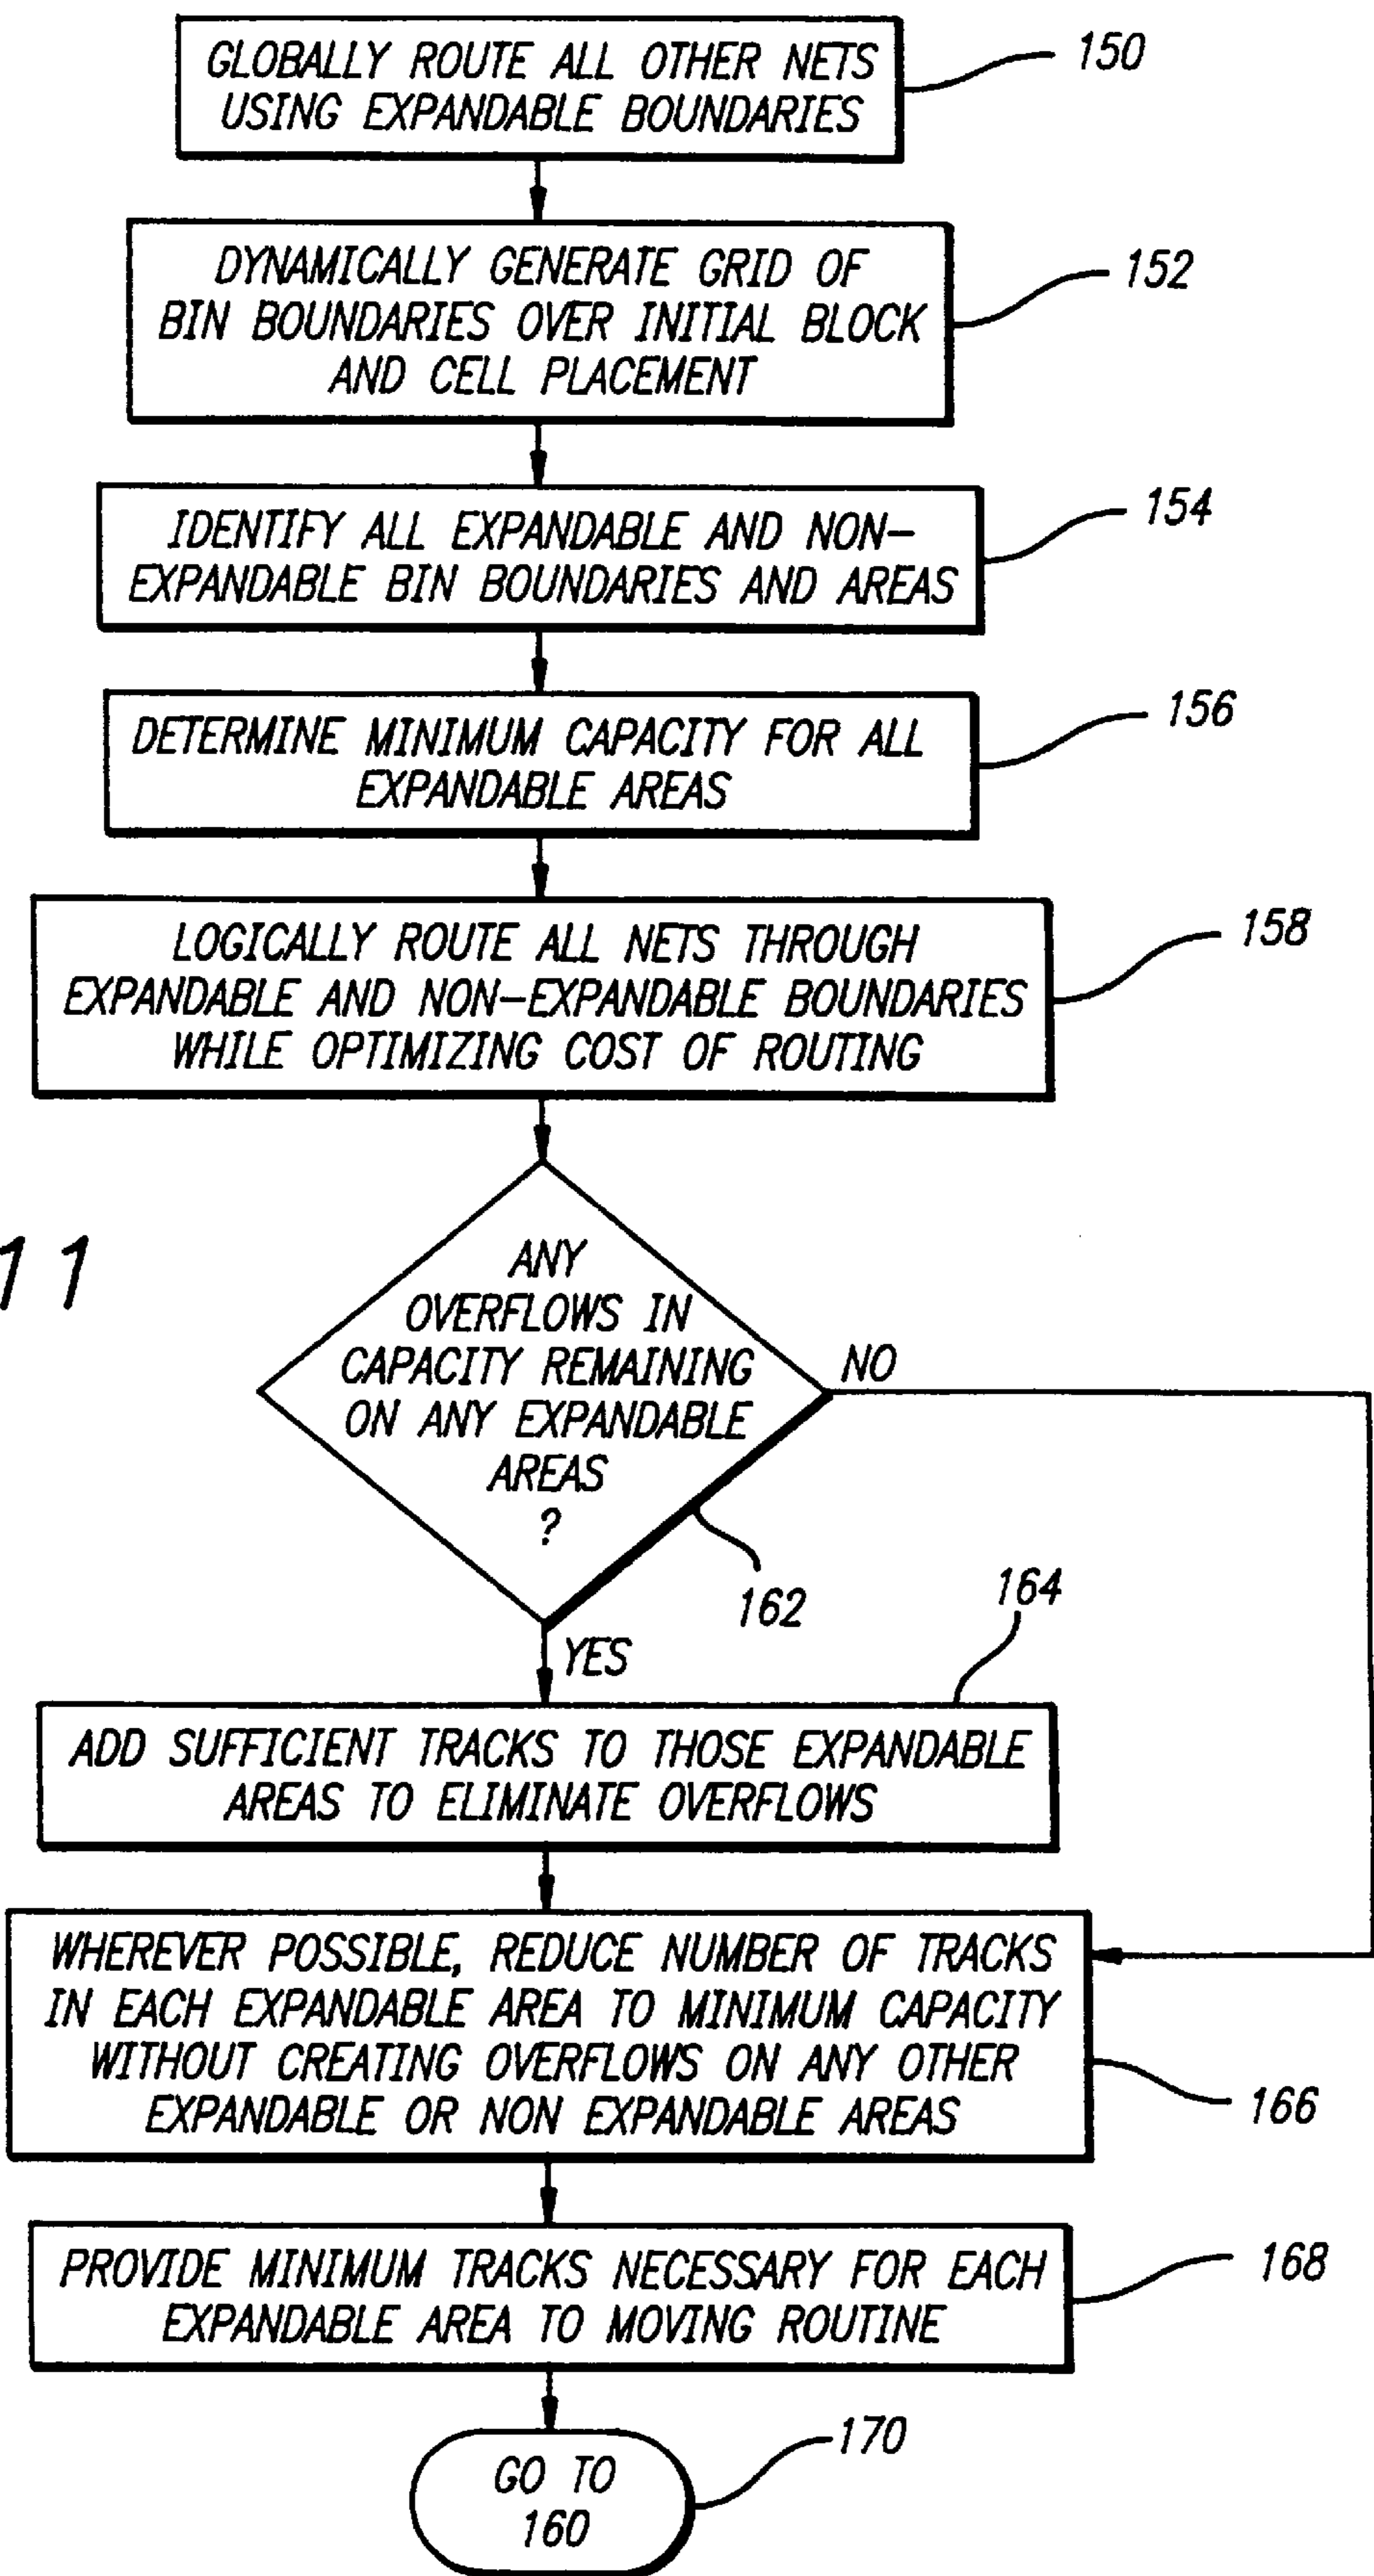 GLOBALLY ROUTE ALL OTHER NETS
USING EXPANDABLE BOUNDARIES
150
DYNAMICALLY GENERATE GRID OF
BIN BOUNDARIES OVER INITIAL BLOCK
AND CELL PLACEMENT
152
IDENTIFY ALL EXPANDABLE AND NON-
EXPANDABLE BIN BOUNDARIES AND AREAS
154
DETERMINE MINIMUM CAPACITY FOR ALL
EXPANDABLE AREAS
156
LOGICALLY ROUTE ALL NETS THROUGH
EXPANDABLE AND NON-EXPANDABLE BOUNDARIES
WHILE OPTIMIZING COST OF ROUTING
158
11
ANY
OVERFLOWS IN
CAPACITY REMAINING
ON ANY EXPANDABLE
AREAS
?
NO
162
YES
164
ADD SUFFICIENT TRACKS TO THOSE EXPANDABLE
AREAS TO ELIMINATE OVERFLOWS
WHEREVER POSSIBLE, REDUCE NUMBER OF TRACKS
IN EACH EXPANDABLE AREA TO MINIMUM CAPACITY
WITHOUT CREATING OVERFLOWS ON ANY OTHER
EXPANDABLE OR NON EXPANDABLE AREAS
166
PROVIDE MINIMUM TRACKS NECESSARY FOR EACH
EXPANDABLE AREA TO MOVING ROUTINE
168
GO TO
160
170